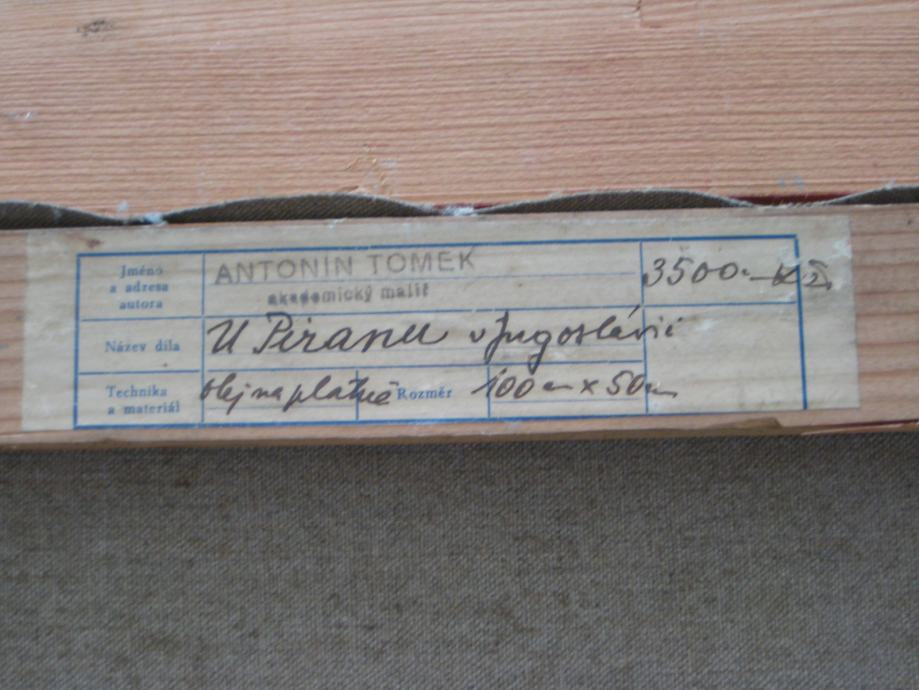 Jméno
a adresa
autora
ANTONÍN TOMEK
akademický malíř
3500.- Kčs.
Název díla
U Piranu v Jugoslávii
Technika
a materiál
olej na plátně
Rozměr
100 cm x 50 cm